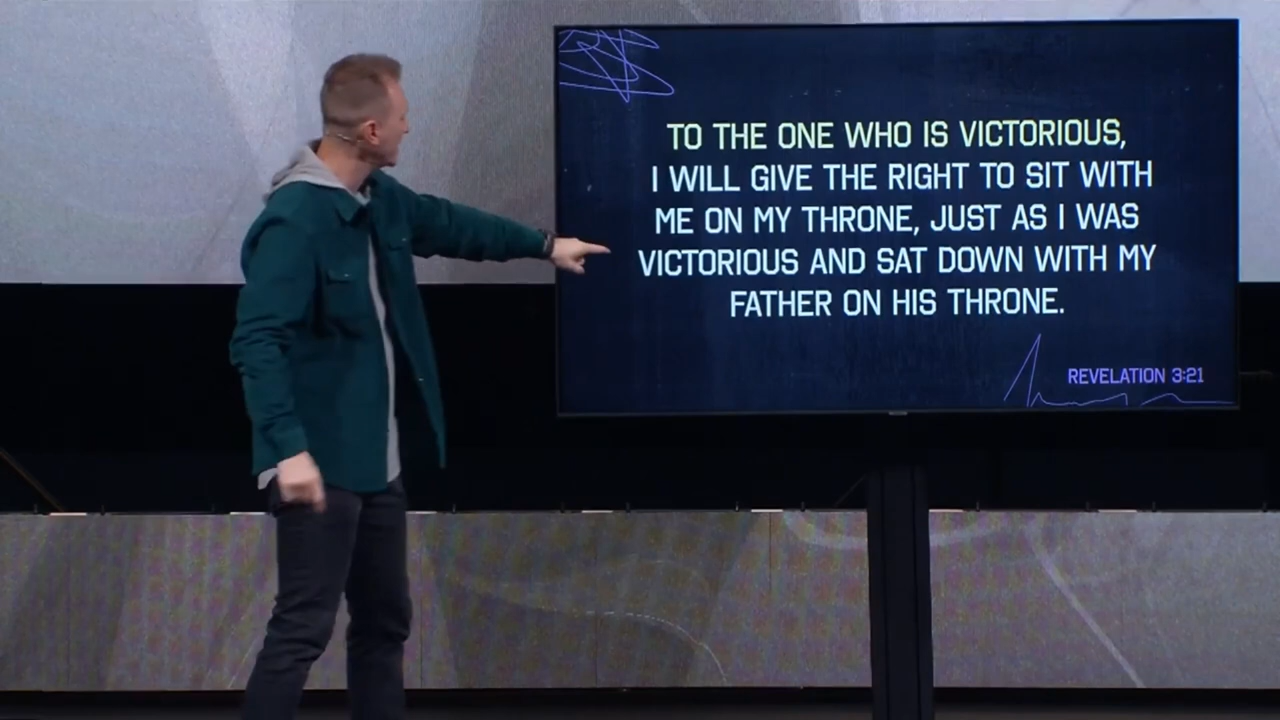 TO THE ONE WHO IS VICTORIOUS,
I WILL GIVE THE RIGHT TO SIT WITH
ME ON MY THRONE, JUST AS I WAS
VICTORIOUS AND SAT DOWN WITH MY
FATHER ON HIS THRONE.
REVELATION 3:21